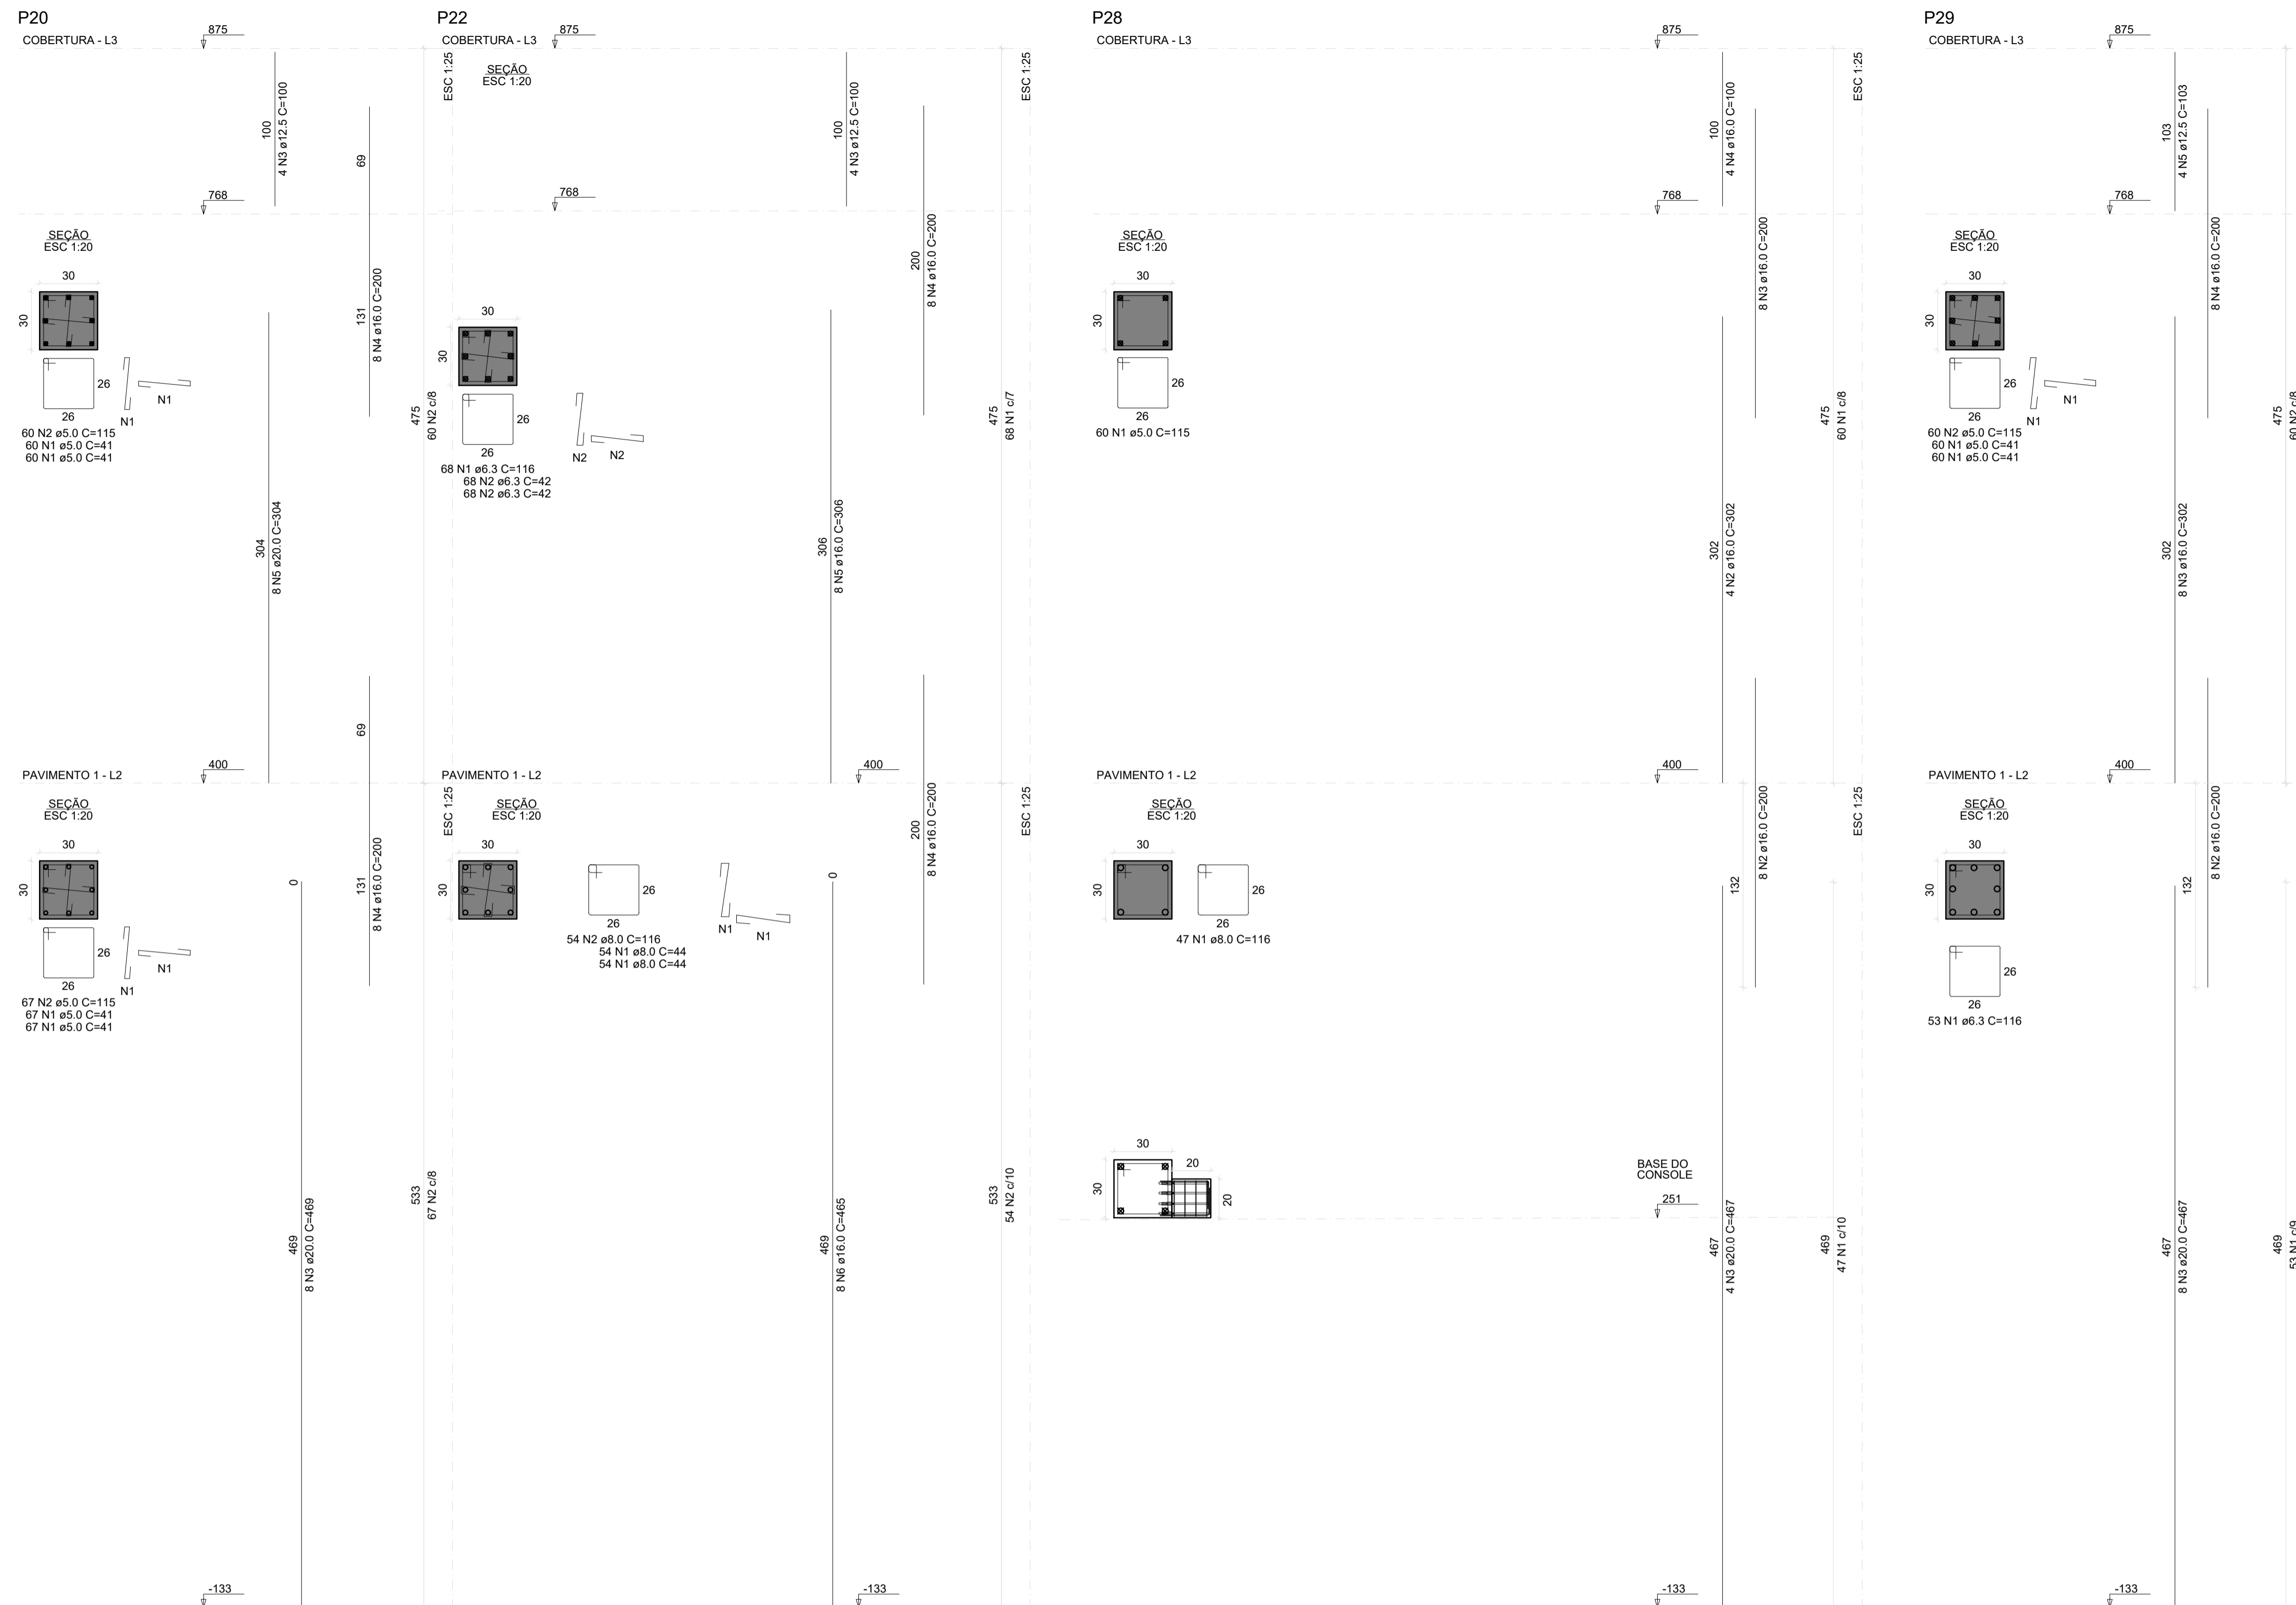 P20
COBERTURA - L3
875
100
4 N3 ø12.5 C=100
69
768
SEÇÃO
ESC 1:20
30
30
26
26
N1
N1
60 N2 ø5.0 C=115
60 N1 ø5.0 C=41
60 N1 ø5.0 C=41
131
8 N4 ø16.0 C=200
475
60 N2 c/8
304
8 N5 ø20.0 C=304
69
ESC 1:25
PAVIMENTO 1 - L2
400
SEÇÃO
ESC 1:20
30
30
26
26
N1
N1
67 N2 ø5.0 C=115
67 N1 ø5.0 C=41
67 N1 ø5.0 C=41
0
131
8 N4 ø16.0 C=200
469
8 N3 ø20.0 C=469
533
67 N2 c/8
ESC 1:25
-133
P22
COBERTURA - L3
875
SEÇÃO
ESC 1:20
100
4 N3 ø12.5 C=100
768
30
30
26
26
N2
N2
68 N1 ø6.3 C=116
68 N2 ø6.3 C=42
68 N2 ø6.3 C=42
200
8 N4 ø16.0 C=200
475
68 N1 c/7
306
8 N5 ø16.0 C=306
ESC 1:25
PAVIMENTO 1 - L2
400
SEÇÃO
ESC 1:20
30
30
26
26
N1
N1
54 N2 ø8.0 C=116
54 N1 ø8.0 C=44
54 N1 ø8.0 C=44
0
200
8 N4 ø16.0 C=200
469
8 N6 ø16.0 C=465
533
54 N2 c/10
ESC 1:25
-133
P28
COBERTURA - L3
875
100
4 N4 ø16.0 C=100
768
SEÇÃO
ESC 1:20
30
30
26
26
60 N1 ø5.0 C=115
8 N3 ø16.0 C=200
475
60 N1 c/8
302
4 N2 ø16.0 C=302
ESC 1:25
PAVIMENTO 1 - L2
400
SEÇÃO
ESC 1:20
30
30
26
26
47 N1 ø8.0 C=116
132
8 N2 ø16.0 C=200
30
30
20
20
BASE DO
CONSOLE
251
467
4 N3 ø20.0 C=467
469
47 N1 c/10
ESC 1:25
-133
P29
COBERTURA - L3
875
103
4 N5 ø12.5 C=103
768
SEÇÃO
ESC 1:20
30
30
26
26
N1
N1
60 N2 ø5.0 C=115
60 N1 ø5.0 C=41
60 N1 ø5.0 C=41
8 N4 ø16.0 C=200
475
60 N2 c/8
302
8 N3 ø16.0 C=302
PAVIMENTO 1 - L2
400
SEÇÃO
ESC 1:20
30
30
26
26
53 N1 ø6.3 C=116
132
8 N2 ø16.0 C=200
467
8 N3 ø20.0 C=467
469
53 N1 c/9
-133